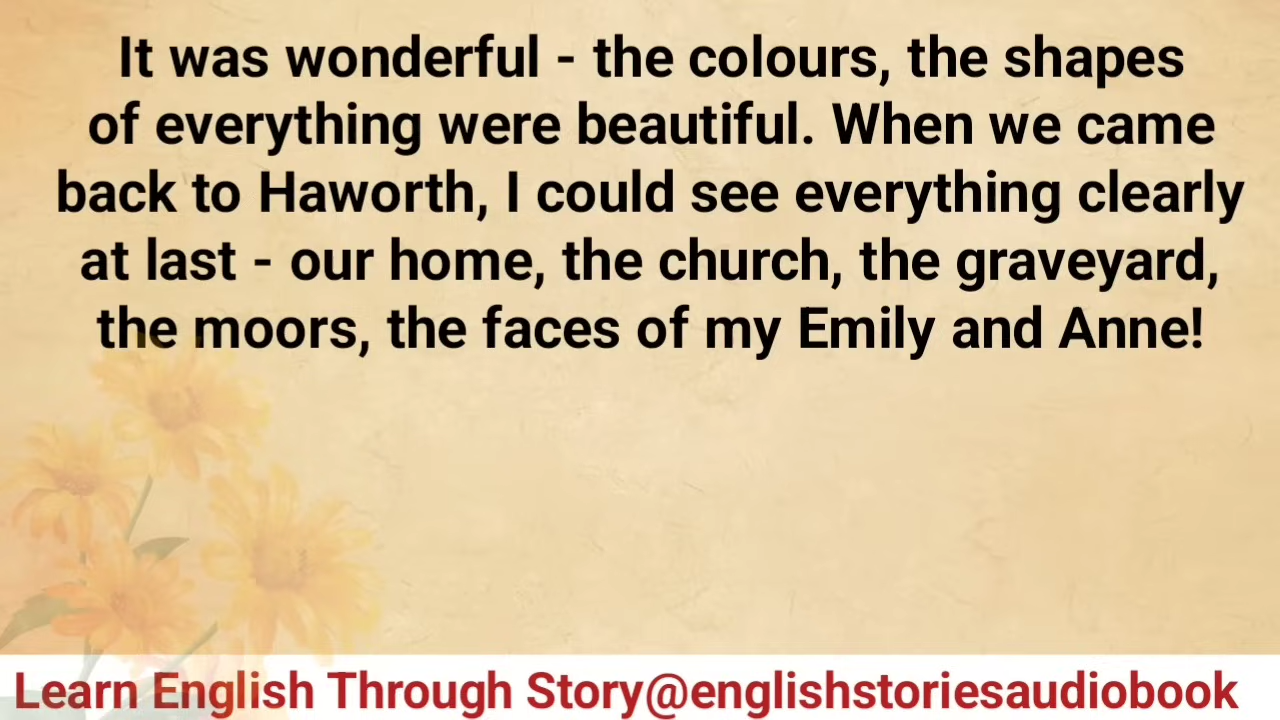 It was wonderful - the colours, the shapes
of everything were beautiful. When we came
back to Haworth, I could see everything clearly
at last - our home, the church, the graveyard,
the moors, the faces of my Emily and Anne!
Learn English Through Story@englishstoriesaudiobook